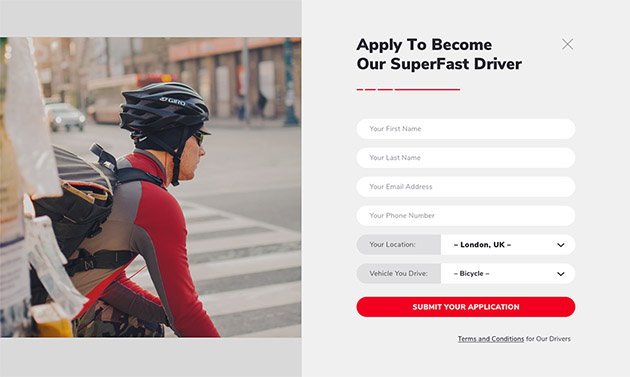 GIRO
Apply To Become
Our SuperFast Driver
Your First Name
Your Last Name
Your Email Address
Your Phone Number
Your Location: – London, UK –
Vehicle You Drive: – Bicycle –
SUBMIT YOUR APPLICATION
Terms and Conditions for Our Drivers